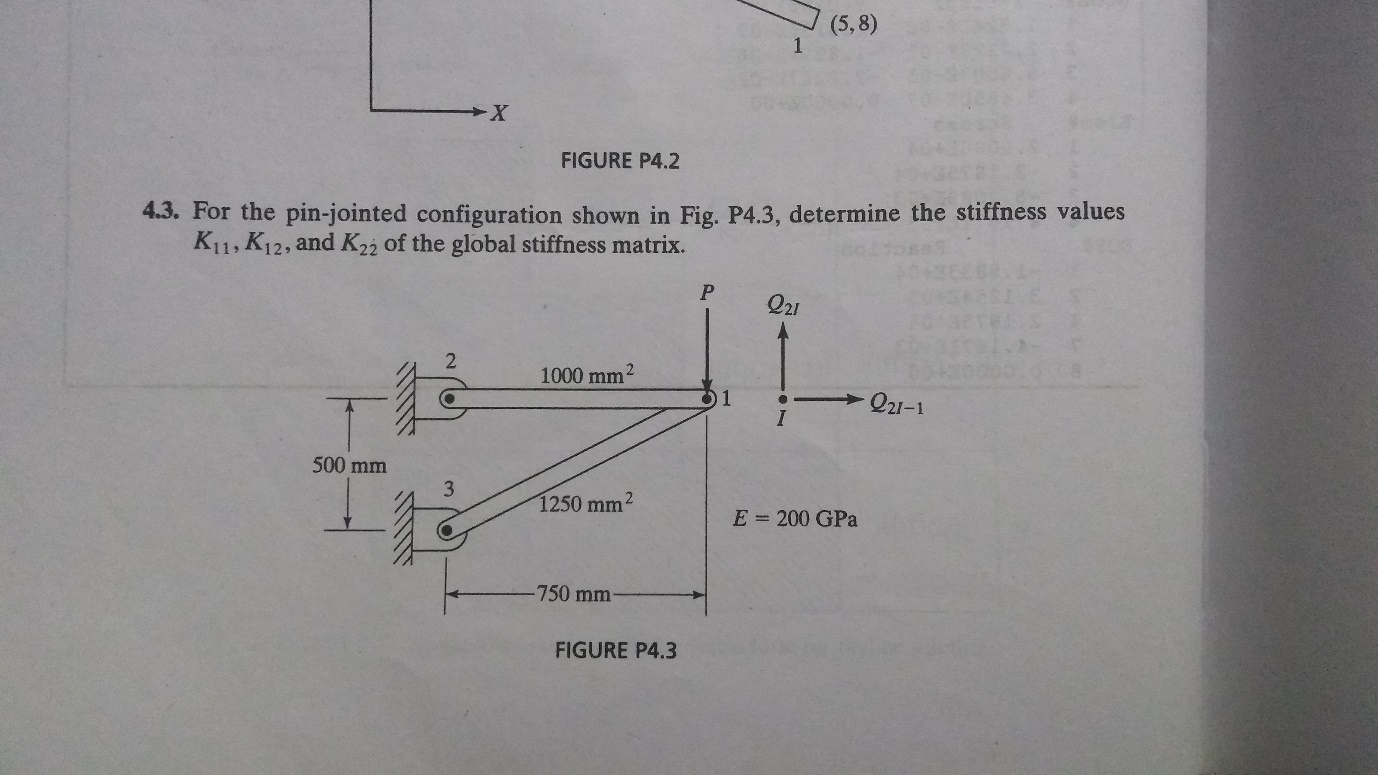 (5,8)
1
X
FIGURE P4.2
4.3. For the pin-jointed configuration shown in Fig. P4.3, determine the stiffness values
K₁₁, K₁₂, and K₂₂ of the global stiffness matrix.
P
Q₂I
2
1000 mm²
1
I
Q₂I₋₁
500 mm
3
1250 mm²
E = 200 GPa
750 mm
FIGURE P4.3